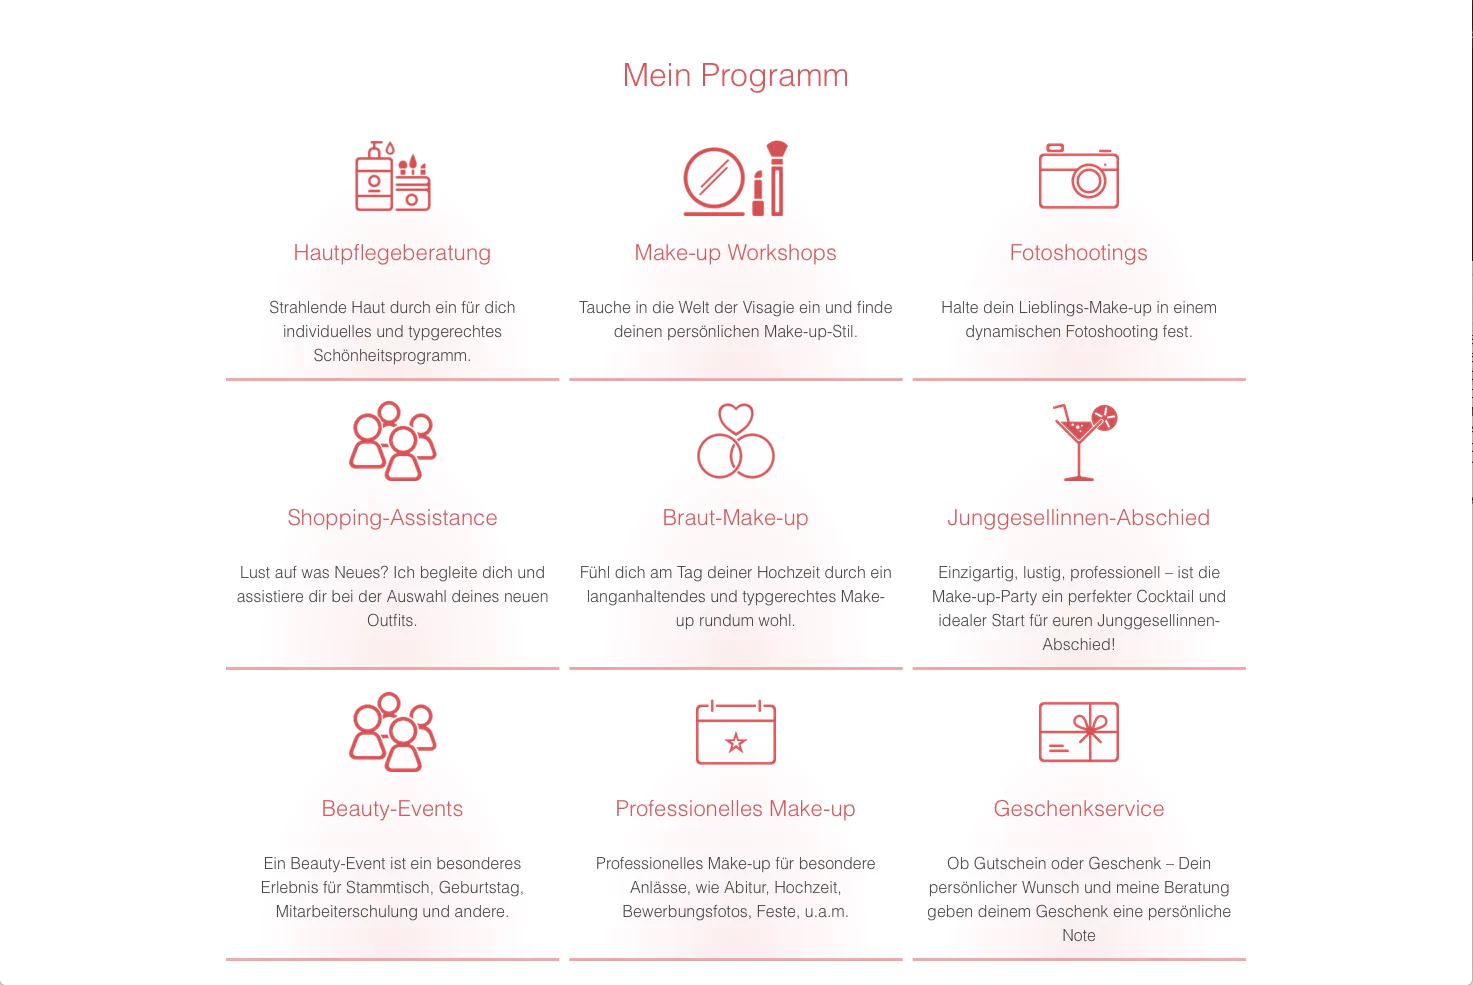 Mein Programm
Hautpflegeberatung
Strahlende Haut durch ein für dich
individuelles und typgerechtes
Schönheitsprogramm.
Make-up Workshops
Tauche in die Welt der Visagie ein und finde
deinen persönlichen Make-up-Stil.
Fotoshootings
Halte dein Lieblings-Make-up in einem
dynamischen Fotoshooting fest.
Shopping-Assistance
Lust auf was Neues? Ich begleite dich und
assistiere dir bei der Auswahl deines neuen
Outfits.
Braut-Make-up
Fühl dich am Tag deiner Hochzeit durch ein
langanhaltendes und typgerechtes Make-
up rundum wohl.
Junggesellinnen-Abschied
Einzigartig, lustig, professionell – ist die
Make-up-Party ein perfekter Cocktail und
idealer Start für euren Junggesellinnen-
Abschied!
Beauty-Events
Ein Beauty-Event ist ein besonderes
Erlebnis für Stammtisch, Geburtstag,
Mitarbeiterschulung und andere.
Professionelles Make-up
Professionelles Make-up für besondere
Anlässe, wie Abitur, Hochzeit,
Bewerbungsfotos, Feste, u.a.m.
Geschenkservice
Ob Gutschein oder Geschenk – Dein
persönlicher Wunsch und meine Beratung
geben deinem Geschenk eine persönliche
Note